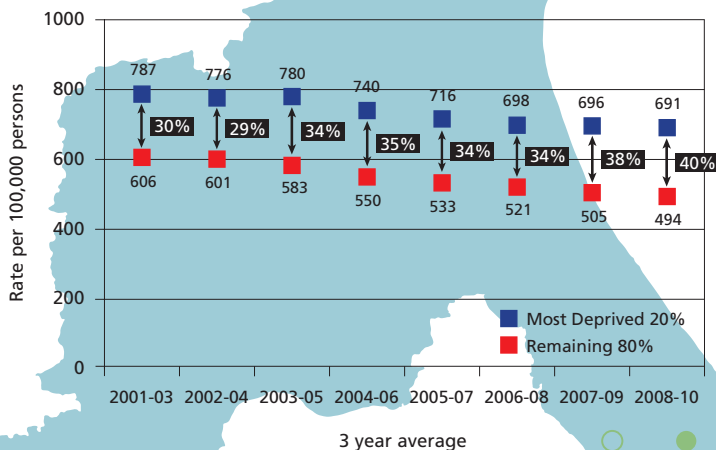 1000
800
600
400
200
0
Rate per 100,000 persons
787 776 780 740 716 698 696 691
30% 29% 34% 35% 34% 34% 38% 40%
606 601 583 550 533 521 505 494
Most Deprived 20%
Remaining 80%
2001-03 2002-04 2003-05 2004-06 2005-07 2006-08 2007-09 2008-10
3 year average